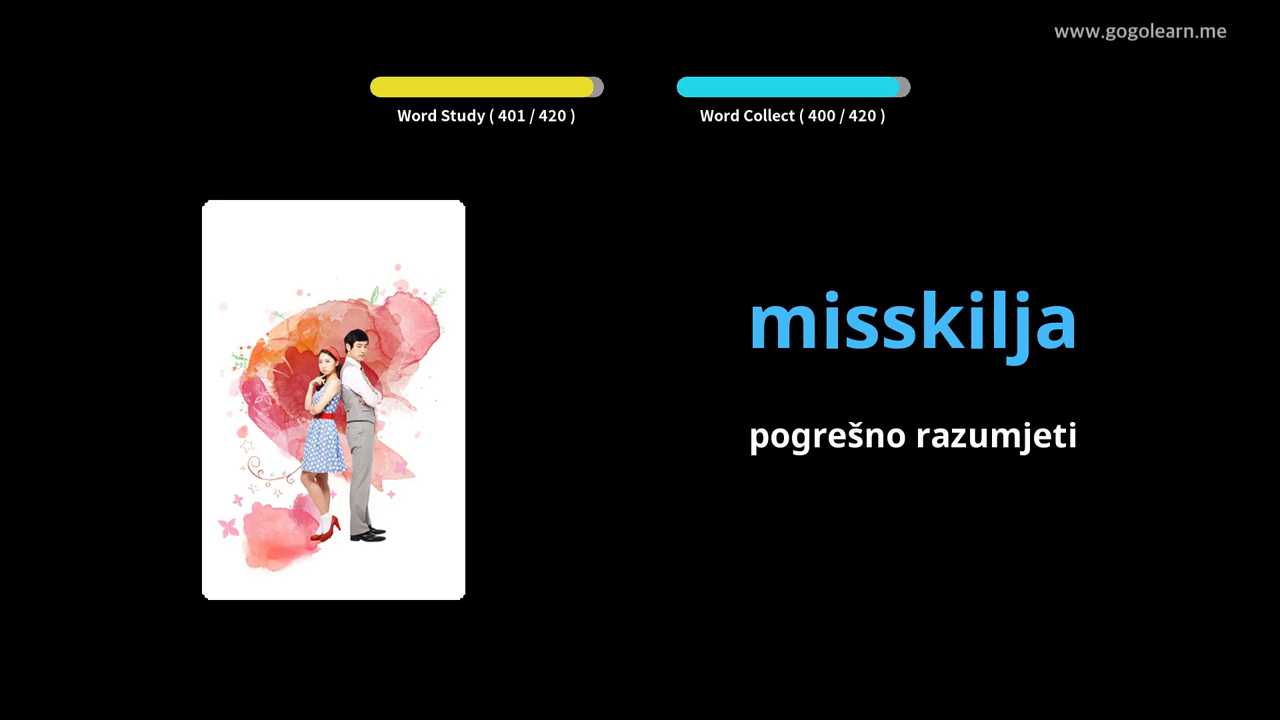 www.gogolearn.me
Word Study ( 401 / 420 )
Word Collect ( 400 / 420 )
misskilja
pogrešno razumjeti